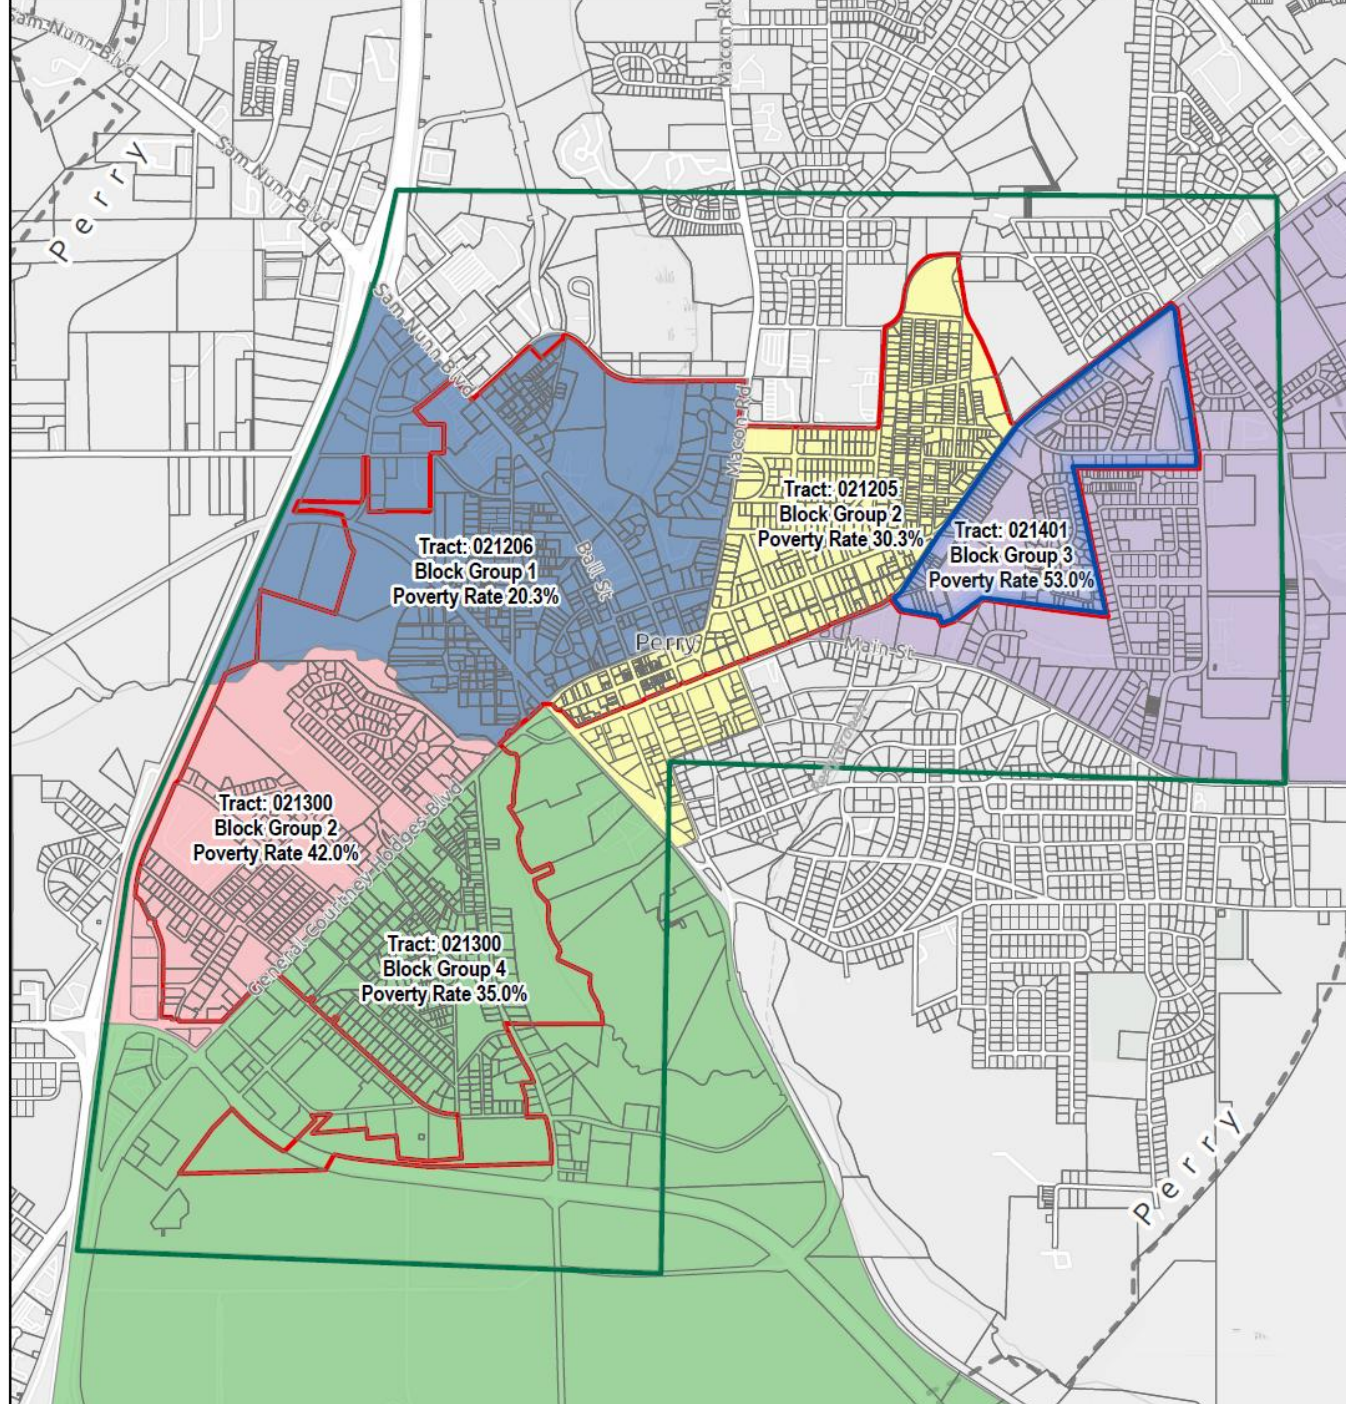 Sam Nunn Blvd
Macon Rd
Perry
Sam Nunn Blvd
Sam Nunn Blvd
Macon Rd
Tract: 021205
Block Group 2
Poverty Rate 30.3%
Tract: 021401
Block Group 3
Poverty Rate 53.0%
Tract: 021206
Block Group 1
Poverty Rate 20.3%
Ball St
Perry
Main St
Tract: 021300
Block Group 2
Poverty Rate 42.0%
General Courtney Hodges Blvd
Tract: 021300
Block Group 4
Poverty Rate 35.0%
Perry